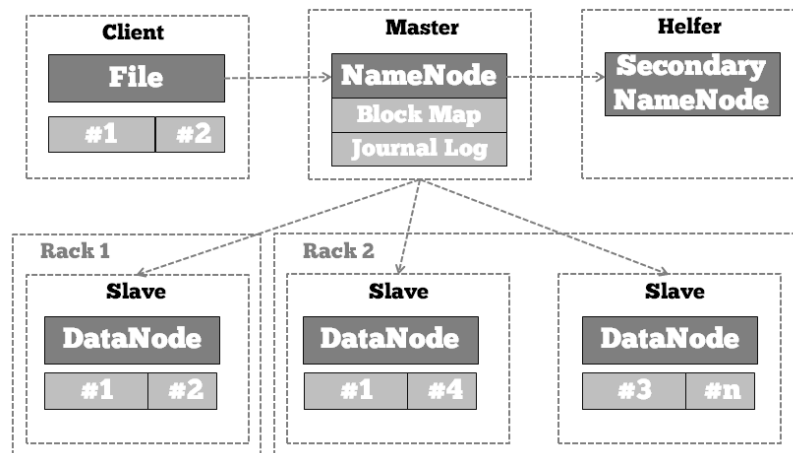 Client
File
#1 #2
Master
NameNode
Block Map
Journal Log
Helfer
Secondary
NameNode
Rack 1
Slave
DataNode
#1 #2
Rack 2
Slave
DataNode
#1 #4
Slave
DataNode
#3 #n